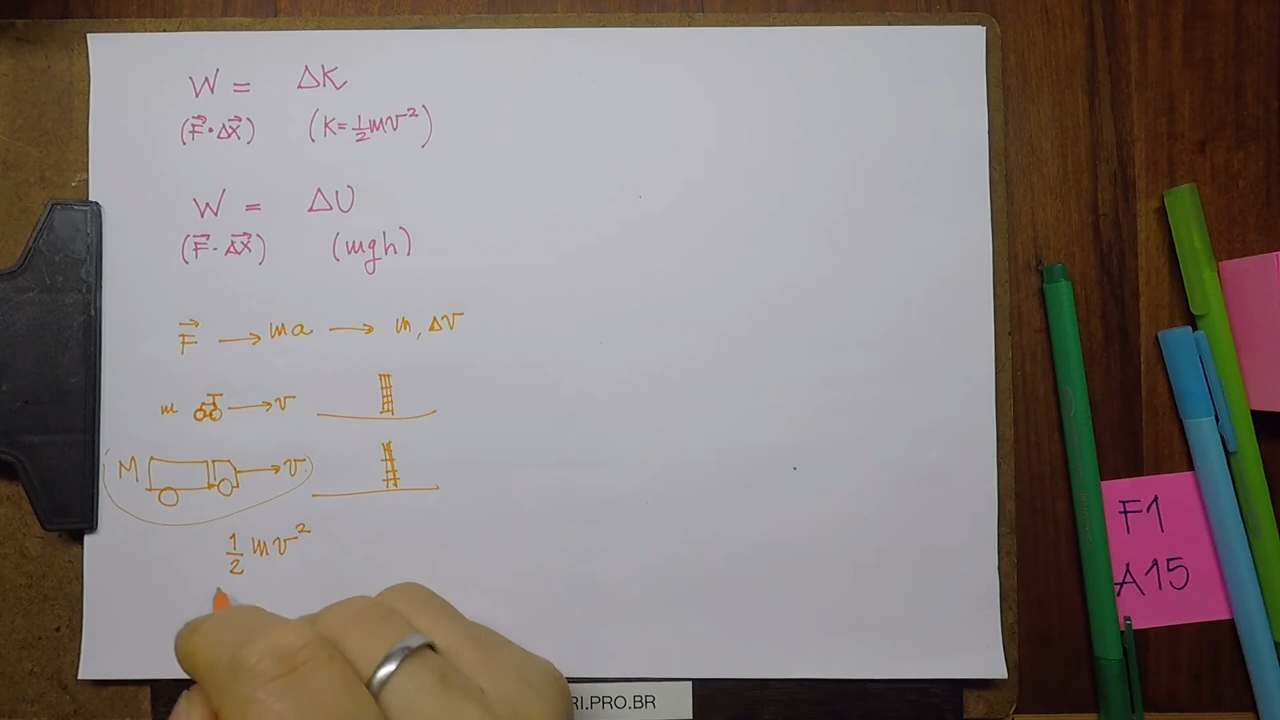 W = ΔK
(F⃗·Δx⃗) (K=½mv²)
W = ΔU
(F⃗·Δx⃗) (mgh)
F⃗ → ma → m, Δv
m → v
M → v
½ mv²
F1
A15
RI.PRO.BR